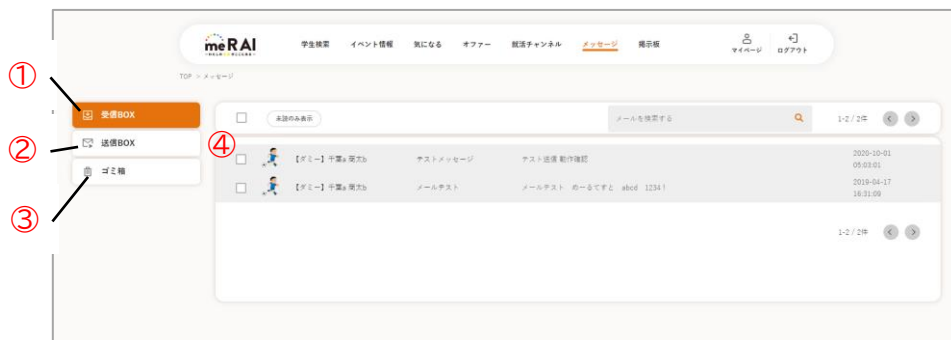 meRAI
学生検索 イベント情報 気になる オファー 就活チャンネル メッセージ 掲示板 マイページ ログアウト
TOP > メッセージ
①
受信BOX
②
送信BOX
③
ゴミ箱
未読のみ表示 メールを検索する 1-2 / 2件
④
【ダミー】千葉a 商太b テストメッセージ テスト送信 動作確認 2020-10-01 05:03:01
【ダミー】千葉a 商太b メールテスト メールテスト めーるてすと abcd 1234！ 2019-04-17 16:31:08
1-2 / 2件